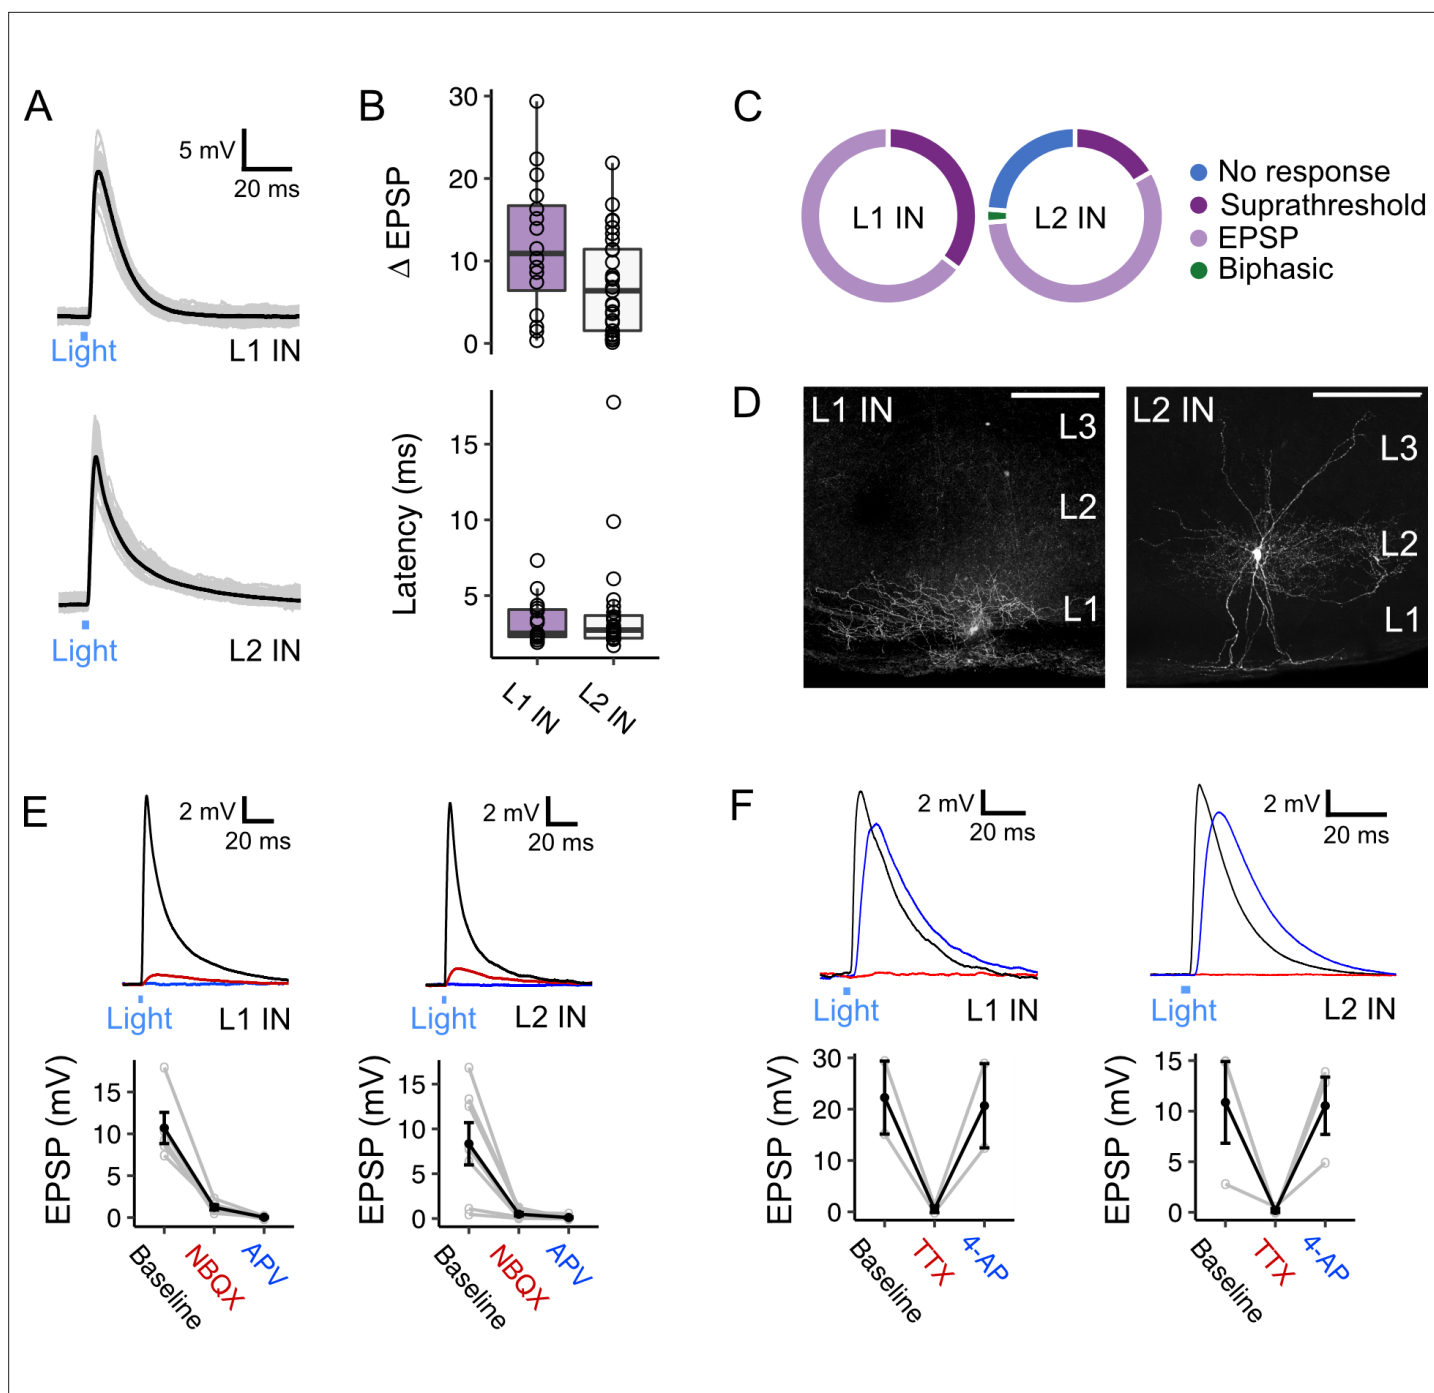 A
5 mV
20 ms
Light
L1 IN
Light
L2 IN
B
Δ EPSP
30
20
10
0
Latency (ms)
15
10
5
L1 IN
L2 IN
C
L1 IN
L2 IN
No response
Suprathreshold
EPSP
Biphasic
D
L1 IN
L3
L2
L1
L2 IN
L3
L2
L1
E
2 mV
20 ms
Light
L1 IN
2 mV
20 ms
Light
L2 IN
EPSP (mV)
15
10
5
0
Baseline
NBQX
APV
EPSP (mV)
15
10
5
0
Baseline
NBQX
APV
F
2 mV
20 ms
Light
L1 IN
2 mV
20 ms
Light
L2 IN
EPSP (mV)
30
20
10
0
Baseline
TTX
4-AP
EPSP (mV)
15
10
5
0
Baseline
TTX
4-AP